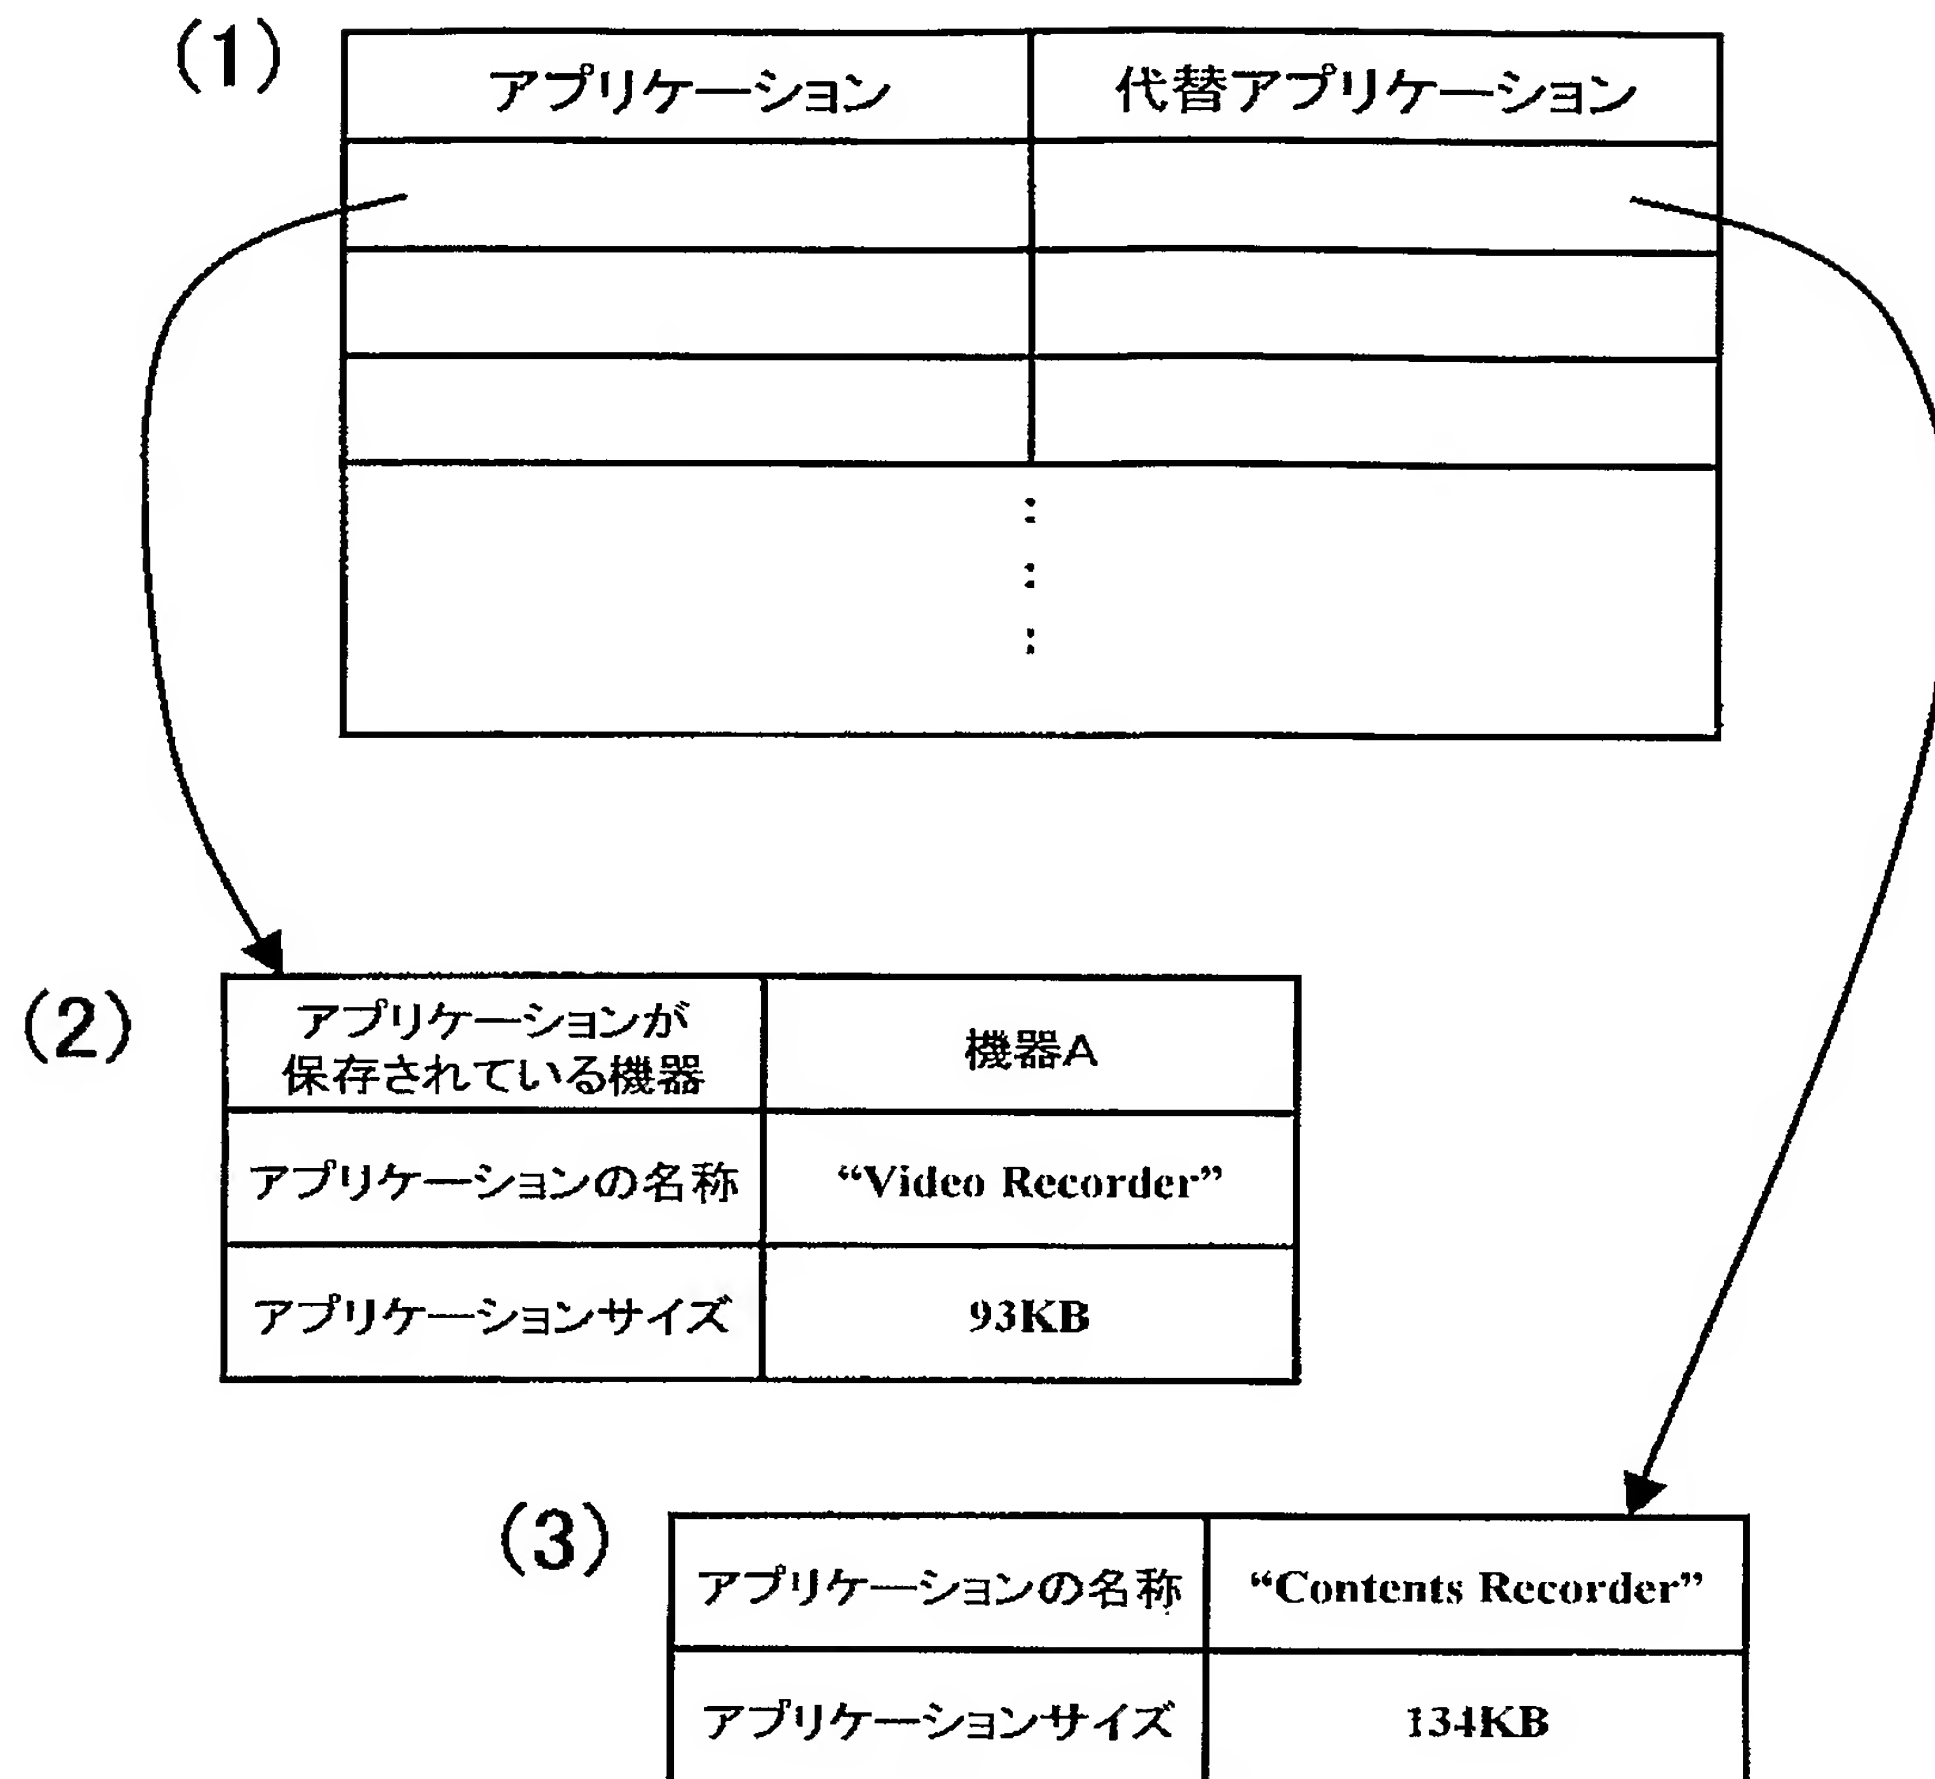 (1)
アプリケーション 代替アプリケーション
(2)
アプリケーションが
保存されている機器 機器A
アプリケーションの名称 “Video Recorder”
アプリケーションサイズ 93KB
(3)
アプリケーションの名称 “Contents Recorder”
アプリケーションサイズ 134KB